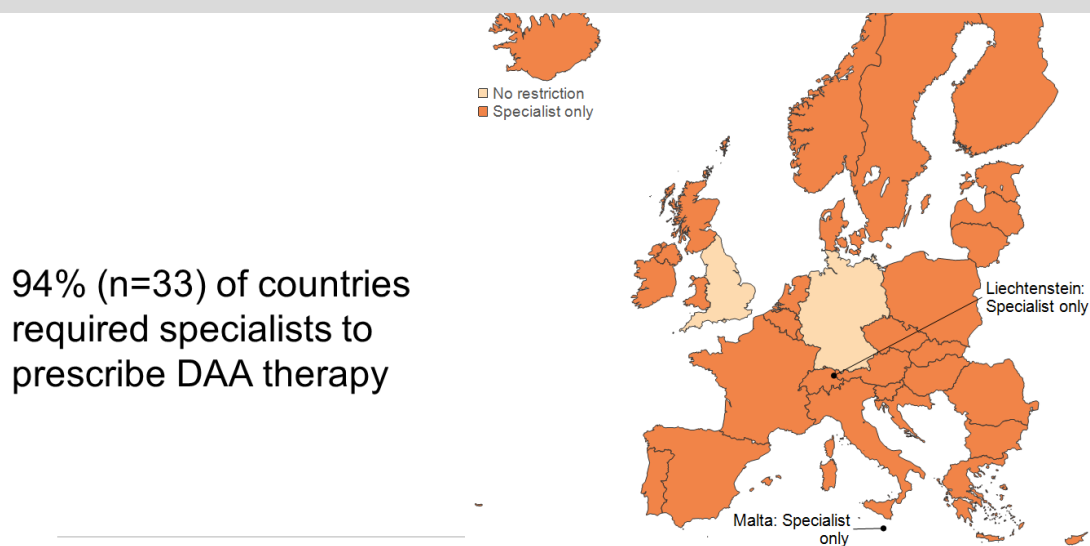 No restriction
Specialist only
94% (n=33) of countries
required specialists to
prescribe DAA therapy
Liechtenstein:
Specialist only
Malta: Specialist
only